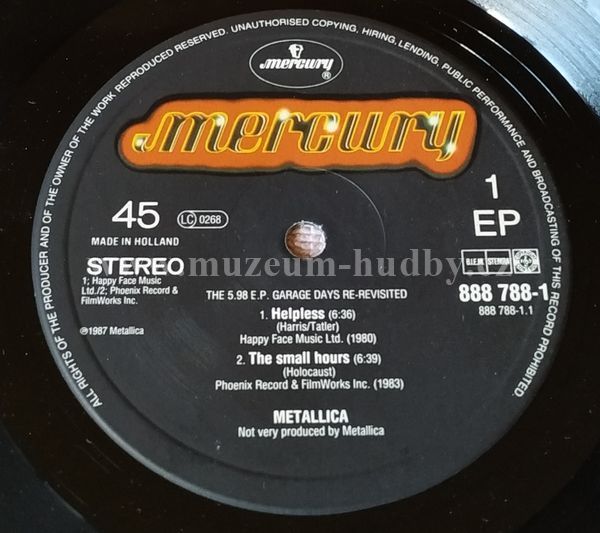 ALL RIGHTS OF THE PRODUCER AND OF THE OWNER OF THE WORK REPRODUCED RESERVED. UNAUTHORISED COPYING, HIRING, LENDING, PUBLIC PERFORMANCE AND BROADCASTING OF THIS RECORD PROHIBITED.
mercury ®
mercury
45
LC 0268
1
EP
MADE IN HOLLAND
B.I.E.M. STEMRA
STEREO
www.muzeum-hudby.cz
888 788-1
888 788-1.1
1; Happy Face Music
Ltd./2; Phoenix Record &
FilmWorks Inc.
℗1987 Metallica
THE 5.98 E.P. GARAGE DAYS RE-REVISITED
1. Helpless (6:36)
(Harris/Tatler)
Happy Face Music Ltd. (1980)
2. The small hours (6:39)
(Holocaust)
Phoenix Record & FilmWorks Inc. (1983)
METALLICA
Not very produced by Metallica